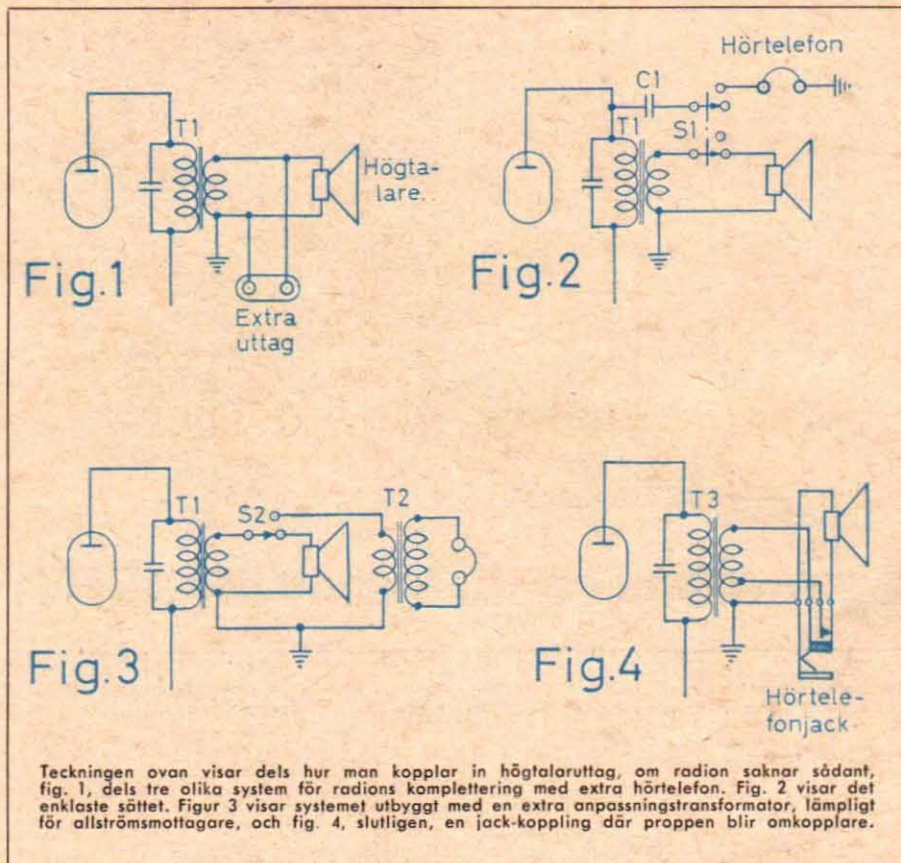 Hörtelefon
C1
T1
T1
S1
Högta-
lare.
Fig.1
Fig.2
Extra
uttag
T1
S2
T2
T3
Fig.3
Fig.4
Hörtele-
fonjack
Teckningen ovan visar dels hur man kopplar in högtalaruttag, om radion saknar sådant,
fig. 1, dels tre olika system för radions komplettering med extra hörtelefon. Fig. 2 visar det
enklaste sättet. Figur 3 visar systemet utbyggt med en extra anpassningstransformator, lämpligt
för allströmsmottagare, och fig. 4, slutligen, en jack-koppling där proppen blir omkopplare.